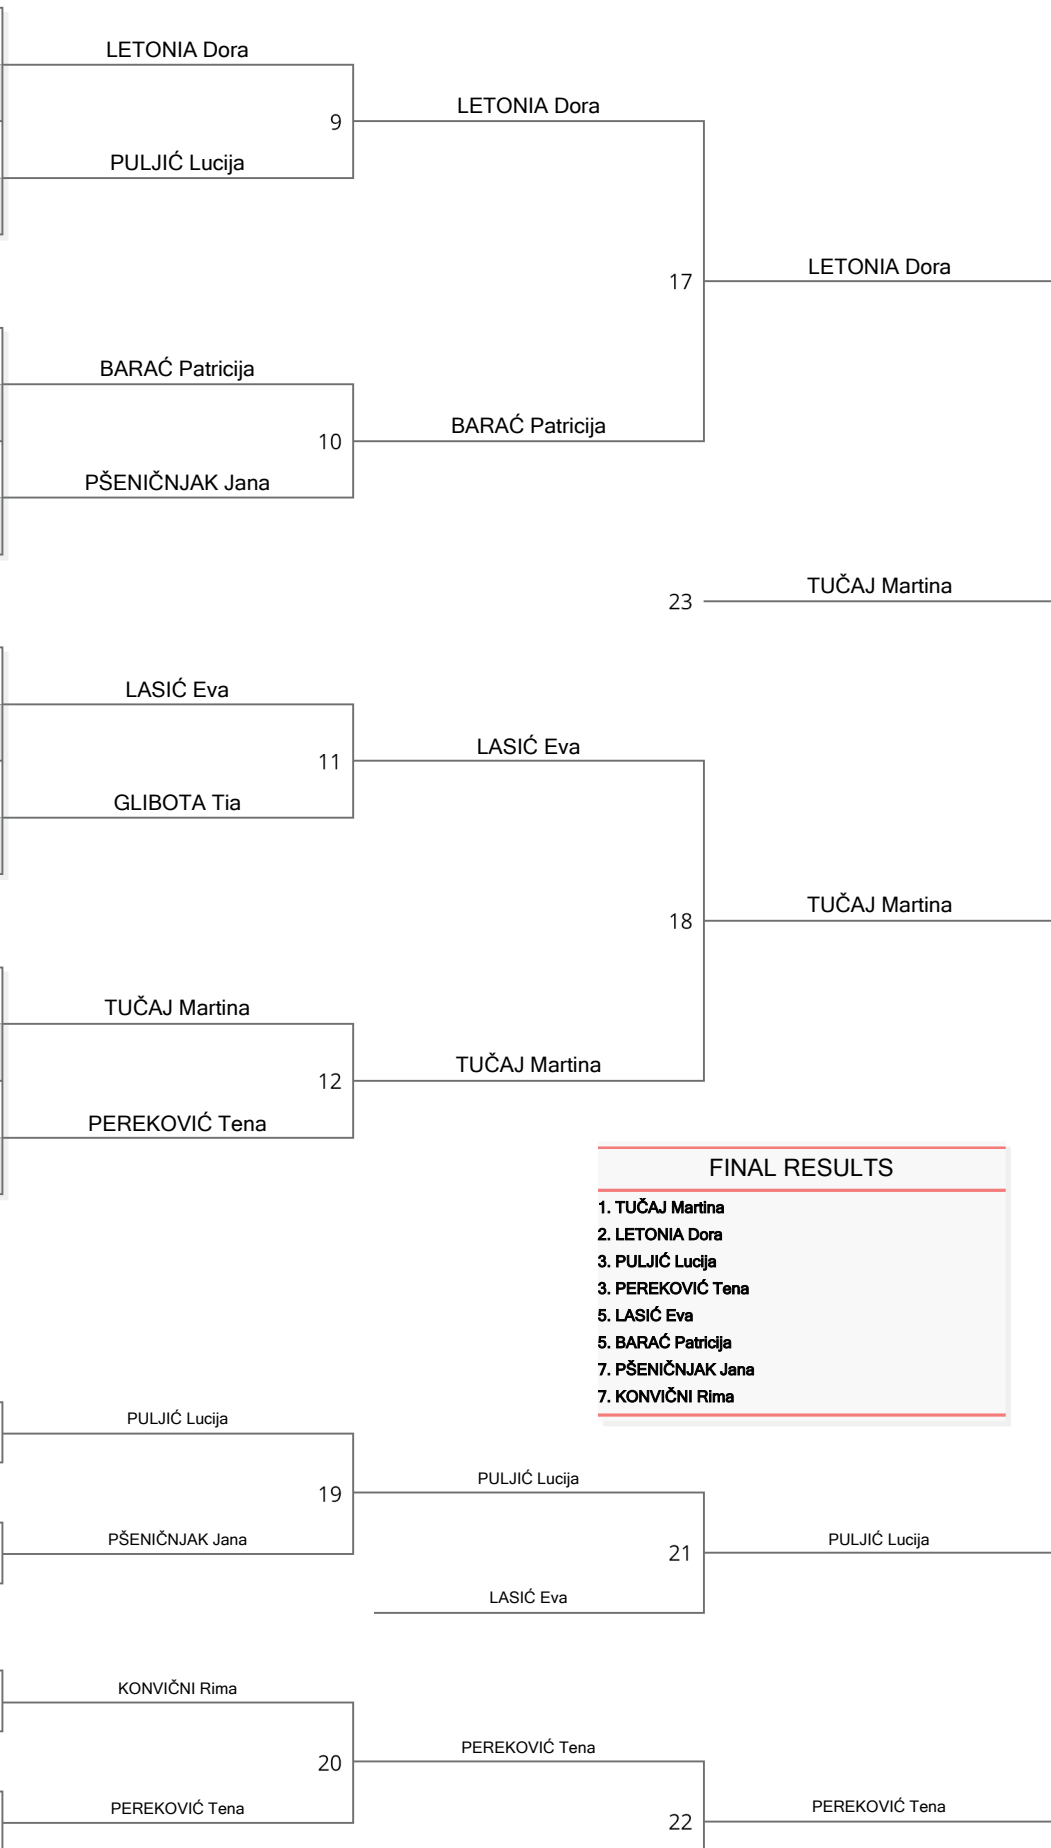 LETONIA Dora
9
LETONIA Dora
PULJIĆ Lucija
17
LETONIA Dora
BARAĆ Patricija
10
BARAĆ Patricija
PŠENIČNJAK Jana
23
TUČAJ Martina
LASIĆ Eva
11
LASIĆ Eva
GLIBOTA Tia
18
TUČAJ Martina
TUČAJ Martina
12
TUČAJ Martina
PEREKOVIĆ Tena
FINAL RESULTS
1. TUČAJ Martina
2. LETONIA Dora
3. PULJIĆ Lucija
3. PEREKOVIĆ Tena
5. LASIĆ Eva
5. BARAĆ Patricija
7. PŠENIČNJAK Jana
7. KONVIČNI Rima
PULJIĆ Lucija
19
PULJIĆ Lucija
PŠENIČNJAK Jana
21
PULJIĆ Lucija
LASIĆ Eva
KONVIČNI Rima
20
PEREKOVIĆ Tena
PEREKOVIĆ Tena
22
PEREKOVIĆ Tena